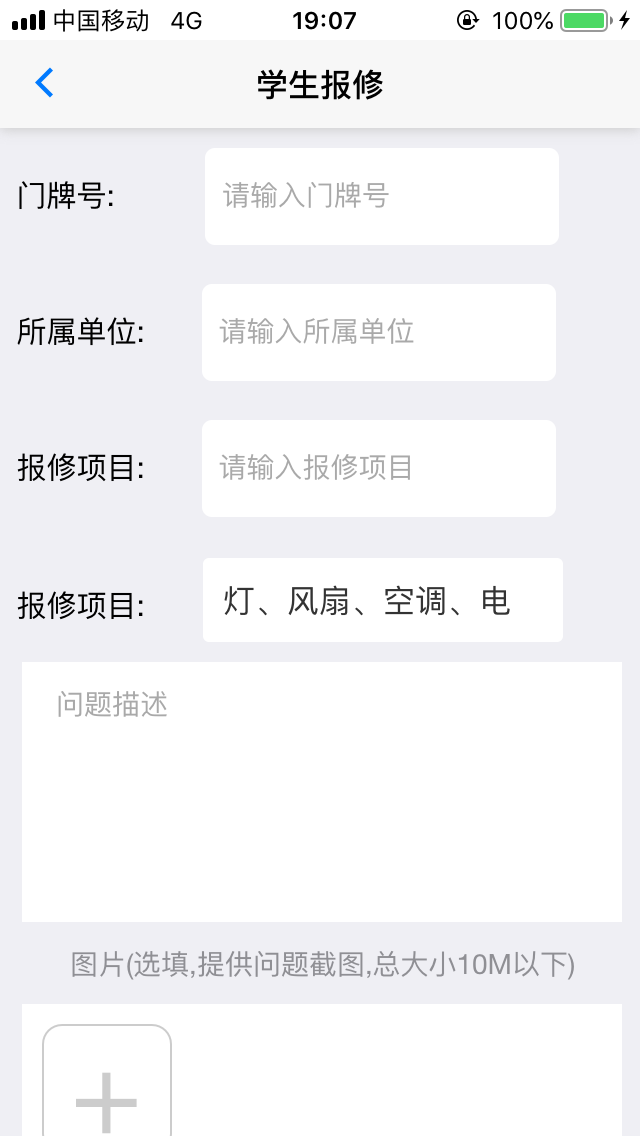 中国移动 4G 19:07 100%
学生报修
门牌号: 请输入门牌号
所属单位: 请输入所属单位
报修项目: 请输入报修项目
报修项目: 灯、风扇、空调、电
问题描述
图片(选填,提供问题截图,总大小10M以下)